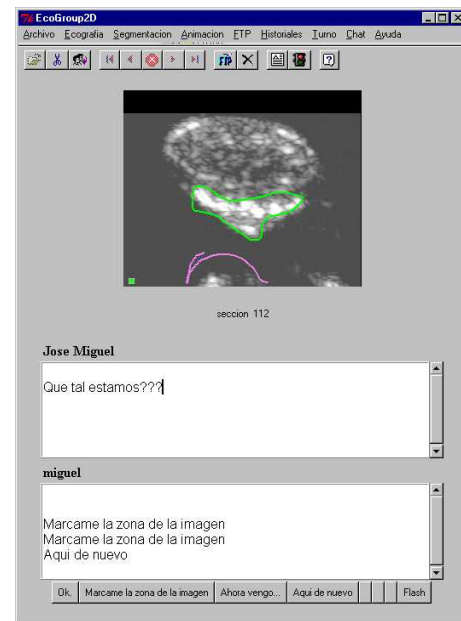 EcoGroup2D
Archivo Ecografia Segmentacion Animacion FTP Historiales Turno Chat Ayuda
ftp
seccion 112
Jose Miguel
Que tal estamos???
miguel
Marcame la zona de la imagen
Marcame la zona de la imagen
Aqui de nuevo
Ok. Marcame la zona de la imagen Ahora vengo... Aqui de nuevo Flash